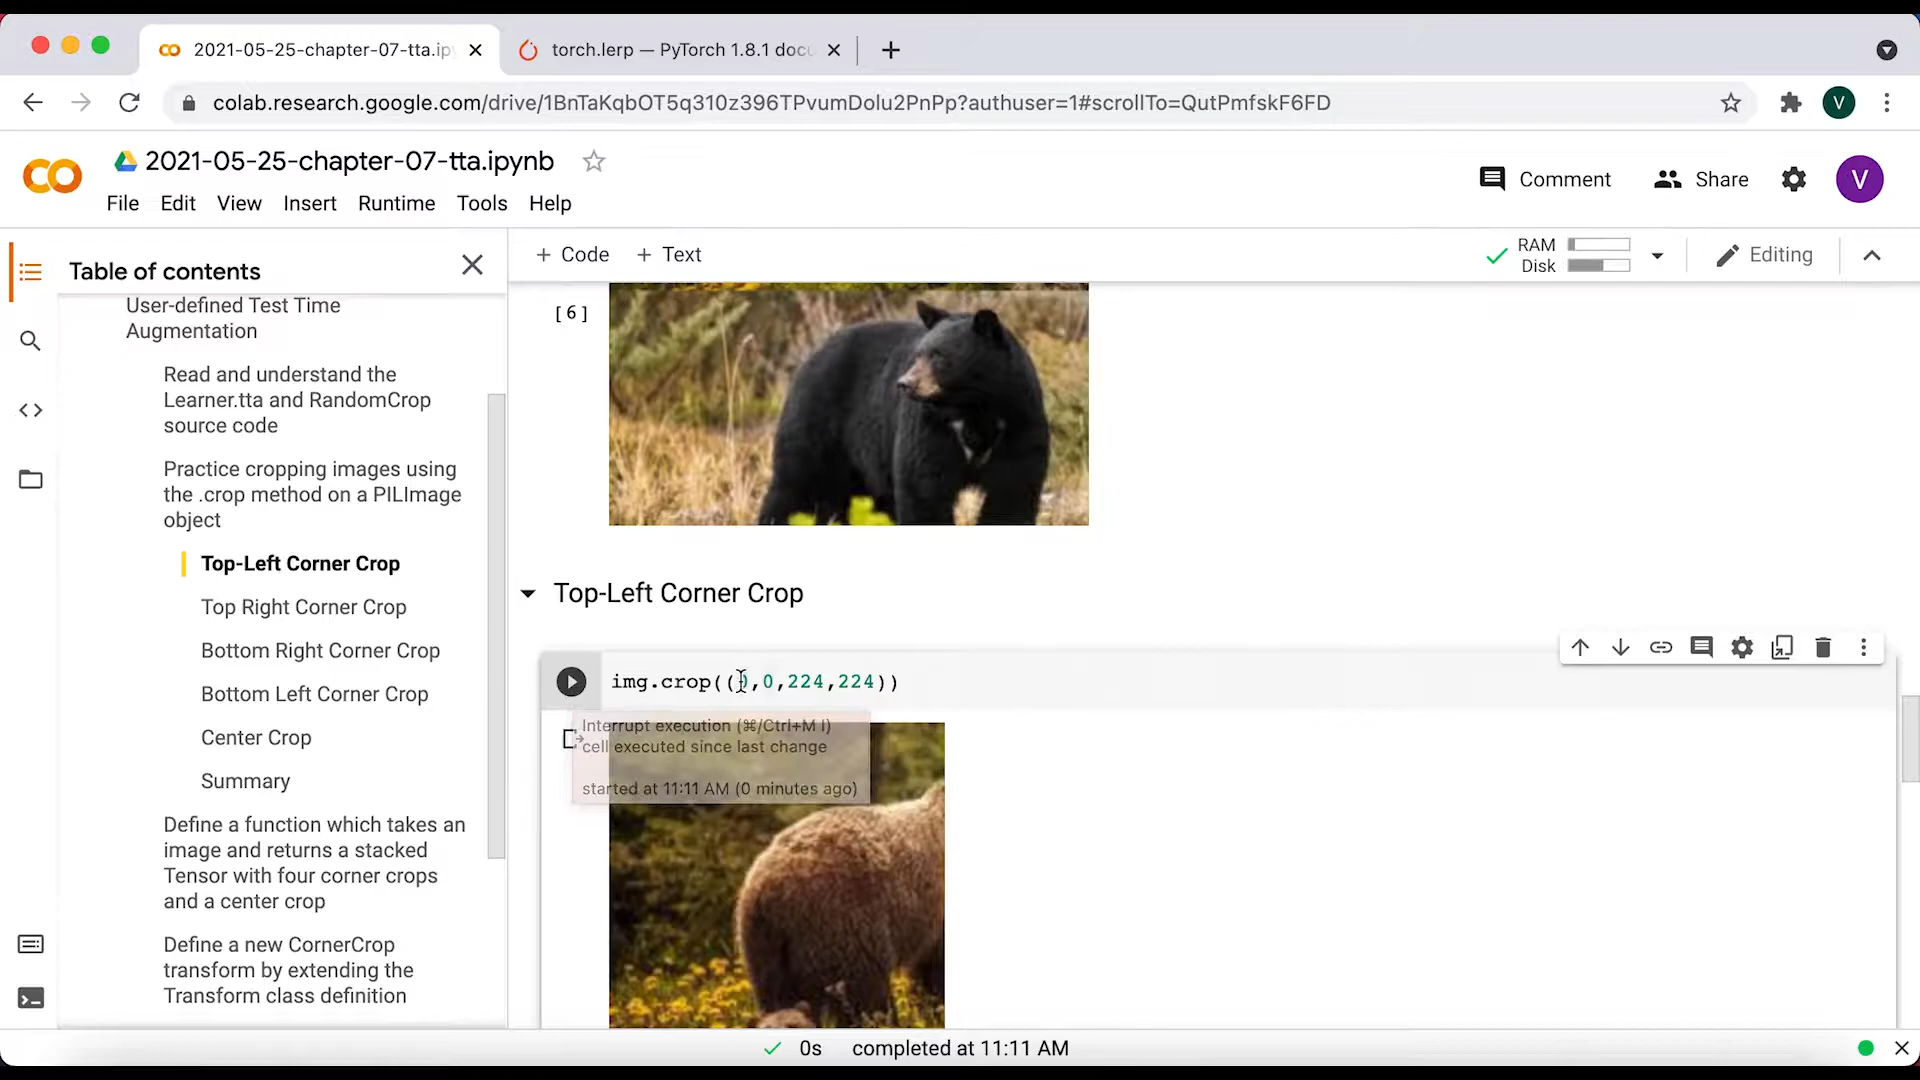 2021-05-25-chapter-07-tta.ip
torch.lerp — PyTorch 1.8.1 docu
colab.research.google.com/drive/1BnTaKqbOT5q310z396TPvumDolu2PnPp?authuser=1#scrollTo=QutPmfskF6FD
V
2021-05-25-chapter-07-tta.ipynb
Comment
Share
V
File Edit View Insert Runtime Tools Help
Table of contents
+ Code + Text
RAM
Disk
Editing
User-defined Test Time
Augmentation
Read and understand the
Learner.tta and RandomCrop
source code
Practice cropping images using
the .crop method on a PILImage
object
Top-Left Corner Crop
Top Right Corner Crop
Bottom Right Corner Crop
Bottom Left Corner Crop
Center Crop
Summary
Define a function which takes an
image and returns a stacked
Tensor with four corner crops
and a center crop
Define a new CornerCrop
transform by extending the
Transform class definition
[6]
Top-Left Corner Crop
img.crop((0,0,224,224))
Interrupt execution (⌘/Ctrl+M I)
cell executed since last change
started at 11:11 AM (0 minutes ago)
0s completed at 11:11 AM